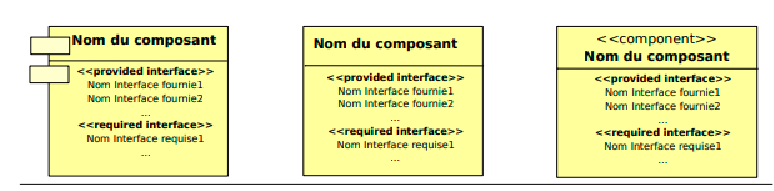 Nom du composant
<<provided interface>>
Nom Interface fournie1
Nom Interface fournie2
...
<<required interface>>
Nom Interface requise1
...
Nom du composant
<<provided interface>>
Nom Interface fournie1
Nom Interface fournie2
...
<<required interface>>
Nom Interface requise1
...
<<component>>
Nom du composant
<<provided interface>>
Nom Interface fournie1
Nom Interface fournie2
...
<<required interface>>
Nom Interface requise1
...